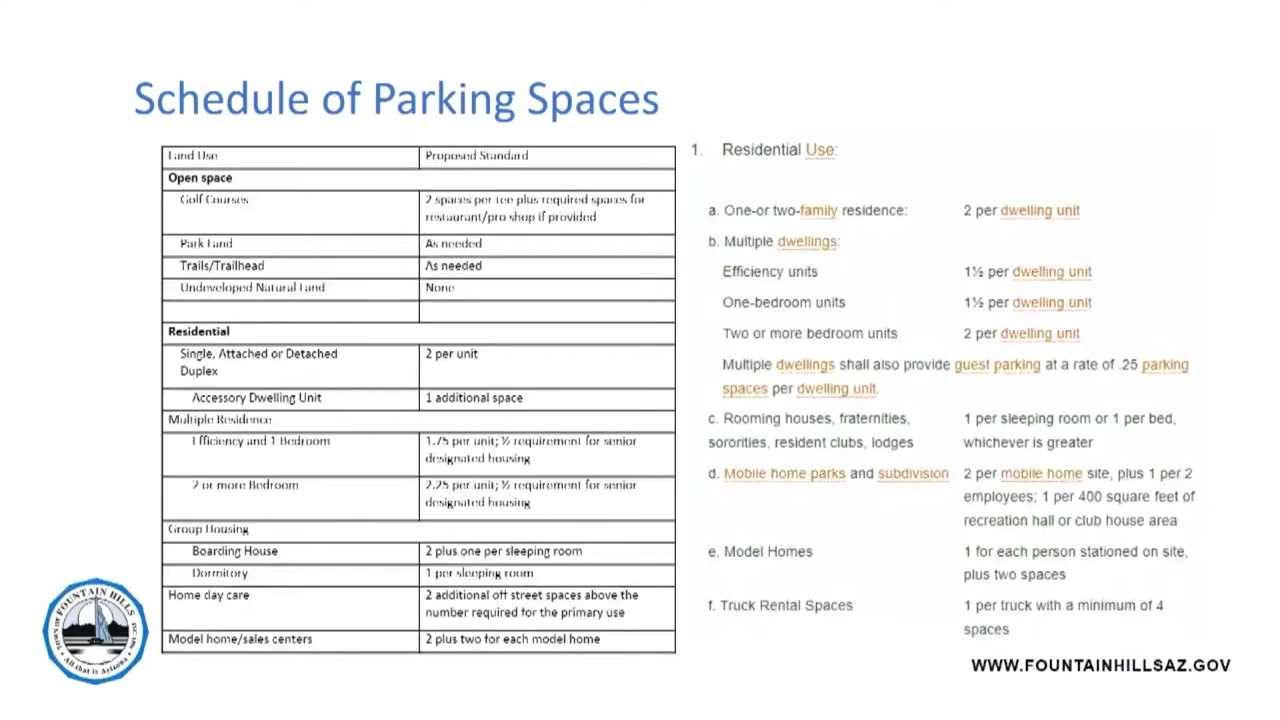 Schedule of Parking Spaces
Land Use Proposed Standard
Open space
Golf Courses 2 spaces per tee plus required spaces for
restaurant/pro shop if provided
Park Land As needed
Trails/Trailhead As needed
Undeveloped Natural Land None
Residential
Single, Attached or Detached 2 per unit
Duplex
Accessory Dwelling Unit 1 additional space
Multiple Residence
Efficiency and 1 Bedroom 1.75 per unit; ½ requirement for senior
designated housing
2 or more Bedroom 2.25 per unit; ½ requirement for senior
designated housing
Group Housing
Boarding House 2 plus one per sleeping room
Dormitory 1 per sleeping room
Home day care 2 additional off street spaces above the
number required for the primary use
Model home/sales centers 2 plus two for each model home
1. Residential Use:
a. One-or two-family residence: 2 per dwelling unit
b. Multiple dwellings:
Efficiency units 1½ per dwelling unit
One-bedroom units 1½ per dwelling unit
Two or more bedroom units 2 per dwelling unit
Multiple dwellings shall also provide guest parking at a rate of .25 parking
spaces per dwelling unit.
c. Rooming houses, fraternities, 1 per sleeping room or 1 per bed,
sororities, resident clubs, lodges whichever is greater
d. Mobile home parks and subdivision 2 per mobile home site, plus 1 per 2
employees; 1 per 400 square feet of
recreation hall or club house area
e. Model Homes 1 for each person stationed on site,
plus two spaces
f. Truck Rental Spaces 1 per truck with a minimum of 4
spaces
FOUNTAIN HILLS
TOWN OF
INC. 1989
All that is Arizona
WWW.FOUNTAINHILLSAZ.GOV